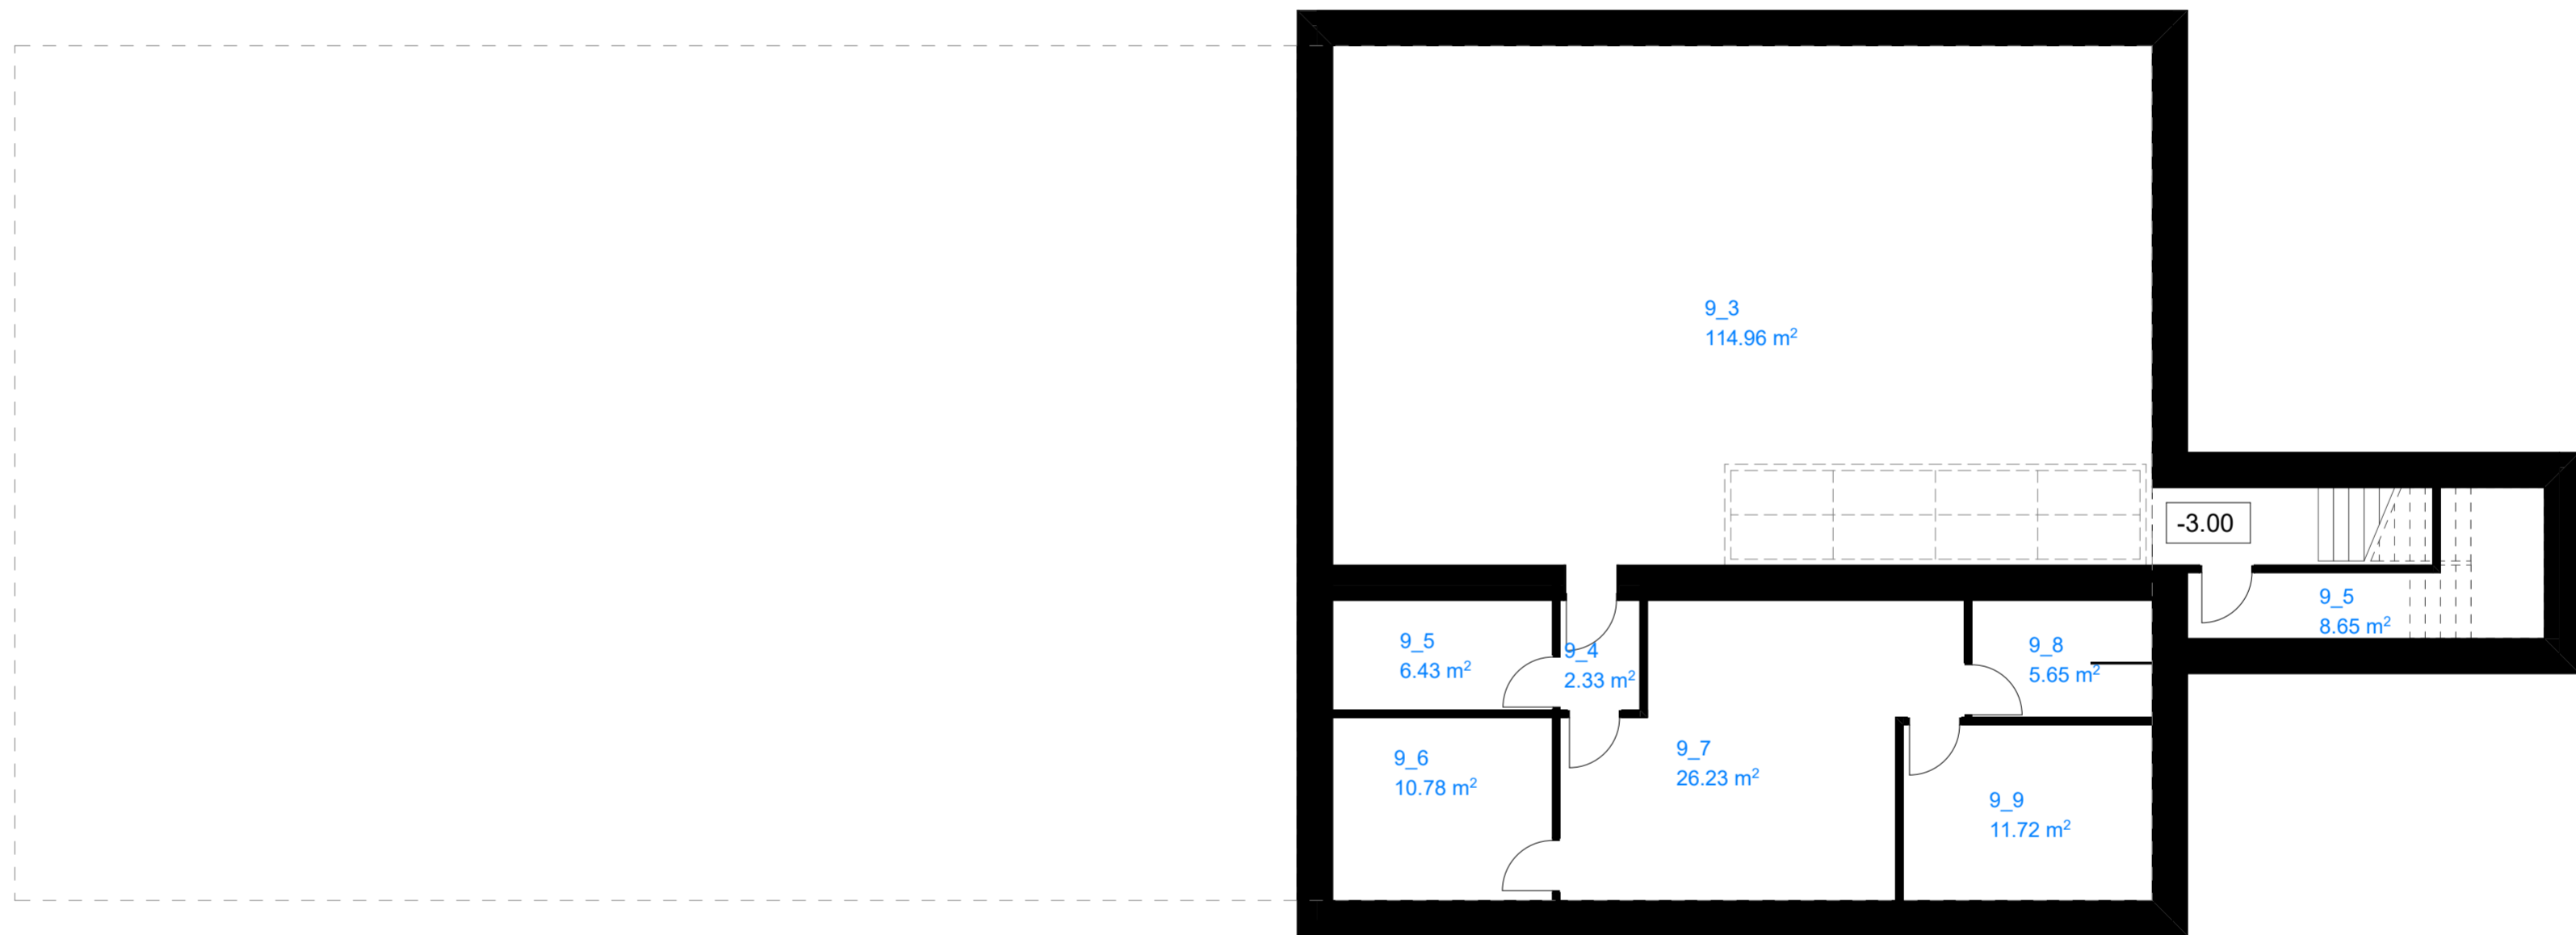 9_3
114.96 m²
-3.00
9_5
8.65 m²
9_5
6.43 m²
9_4
2.33 m²
9_8
5.65 m²
9_6
10.78 m²
9_7
26.23 m²
9_9
11.72 m²